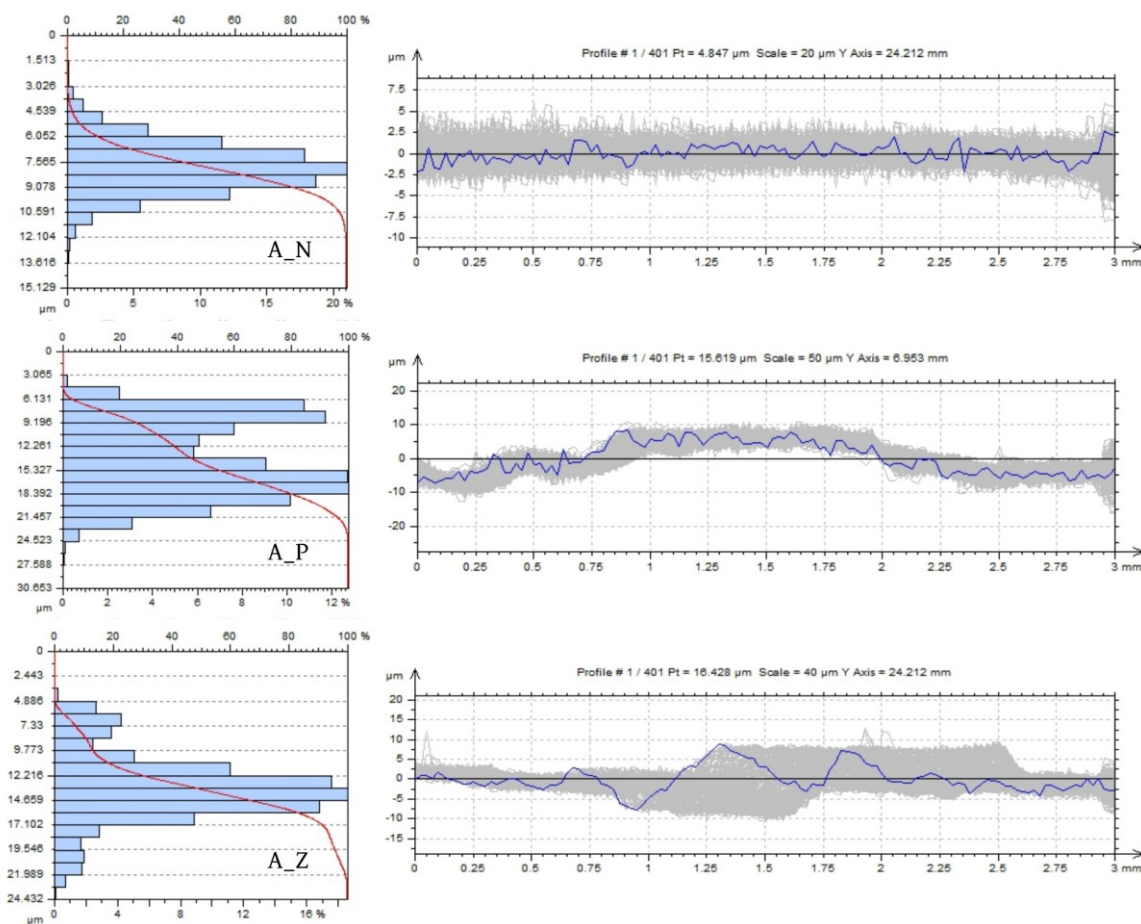 0 20 40 60 80 100 %
0
1.513
3.026
4.539
6.052
7.565
9.078
10.591
12.104
13.616
15.129
µm
0 5 10 15 20 %
A_N
Profile # 1 / 401 Pt = 4.847 µm Scale = 20 µm Y Axis = 24.212 mm
µm
7.5
5
2.5
0
-2.5
-5
-7.5
-10
0 0.25 0.5 0.75 1 1.25 1.5 1.75 2 2.25 2.5 2.75 3 mm
0 20 40 60 80 100 %
0
3.065
6.131
9.196
12.261
15.327
18.392
21.457
24.523
27.588
30.653
µm
0 2 4 6 8 10 12 %
A_P
Profile # 1 / 401 Pt = 15.619 µm Scale = 50 µm Y Axis = 6.953 mm
µm
20
10
0
-10
-20
0 0.25 0.5 0.75 1 1.25 1.5 1.75 2 2.25 2.5 2.75 3 mm
0 20 40 60 80 100 %
0
2.443
4.886
7.33
9.773
12.216
14.659
17.102
19.546
21.989
24.432
µm
0 4 8 12 16 %
A_Z
Profile # 1 / 401 Pt = 16.428 µm Scale = 40 µm Y Axis = 24.212 mm
µm
20
15
10
5
0
-5
-10
-15
0 0.25 0.5 0.75 1 1.25 1.5 1.75 2 2.25 2.5 2.75 3 mm